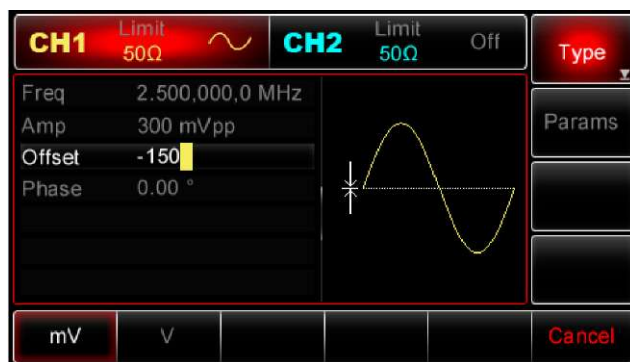 CH1 Limit 50Ω CH2 Limit 50Ω Off Type
Freq 2.500,000,0 MHz
Amp 300 mVpp
Params
Offset -150
Phase 0.00 °
mV V Cancel